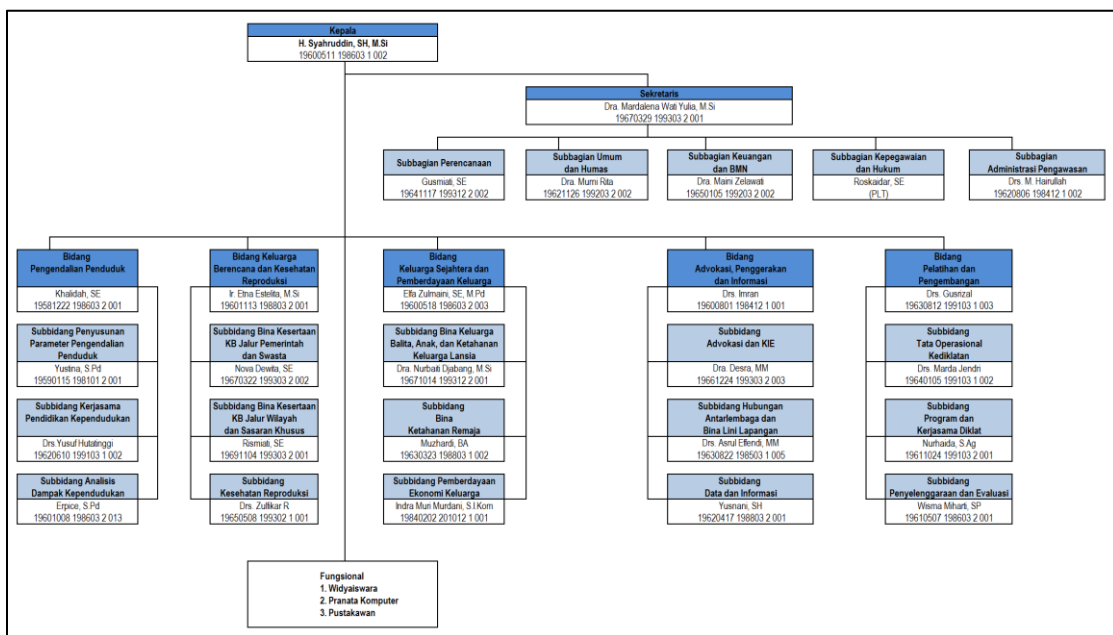 Kepala
H. Syahruddin, SH, M.Si
19600511 198603 1 002
Sekretaris
Dra. Mardalena Wati Yulia, M.Si
19670329 199303 2 001
Subbagian Perencanaan
Gusmiati, SE
19641117 199312 2 002
Subbagian Umum
dan Humas
Dra. Murni Rita
19621126 199203 2 002
Subbagian Keuangan
dan BMN
Dra. Maini Zelawati
19650105 199203 2 002
Subbagian Kepegawaian
dan Hukum
Roskaidar, SE
(PLT)
Subbagian
Administrasi Pengawasan
Drs. M. Hairullah
19620806 198412 1 002
Bidang
Pengendalian Penduduk
Khalidah, SE
19581222 198603 2 001
Subbidang Penyusunan
Parameter Pengendalian
Penduduk
Yustina, S.Pd
19590115 198101 2 001
Subbidang Kerjasama
Pendidikan Kependudukan
Drs.Yusuf Hutatinggi
19620610 199103 1 002
Subbidang Analisis
Dampak Kependudukan
Erpice, S.Pd
19601008 198603 2 013
Bidang Keluarga
Berencana dan Kesehatan
Reproduksi
Ir. Etna Estelita, M.Si
19601113 198803 2 001
Subbidang Bina Kesertaan
KB Jalur Pemerintah
dan Swasta
Nova Dewita, SE
19670322 199303 2 002
Subbidang Bina Kesertaan
KB Jalur Wilayah
dan Sasaran Khusus
Rismiati, SE
19691104 199303 2 001
Subbidang
Kesehatan Reproduksi
Drs. Zulfikar R
19650508 199302 1 001
Bidang
Keluarga Sejahtera dan
Pemberdayaan Keluarga
Elfa Zulmaini, SE, M.Pd
19600518 198603 2 003
Subbidang Bina Keluarga
Balita, Anak, dan Ketahanan
Keluarga Lansia
Dra. Nurbaiti Djabang, M.Si
19671014 199312 2 001
Subbidang
Bina
Ketahanan Remaja
Muzhardi, BA
19630323 198803 1 002
Subbidang Pemberdayaan
Ekonomi Keluarga
Indra Muri Murdani, S.I.Kom
19840202 201012 1 001
Bidang
Advokasi, Penggerakan
dan Informasi
Drs. Imran
19600801 198412 1 001
Subbidang
Advokasi dan KIE
Dra. Desra, MM
19661224 199303 2 003
Subbidang Hubungan
Antarlembaga dan
Bina Lini Lapangan
Drs. Asrul Effendi, MM
19630822 198503 1 005
Subbidang
Data dan Informasi
Yusnani, SH
19620417 198803 2 001
Bidang
Pelatihan dan
Pengembangan
Drs. Gusrizal
19630812 199103 1 003
Subbidang
Tata Operasional
Kediklatan
Drs. Marda Jendri
19640105 199103 1 002
Subbidang
Program dan
Kerjasama Diklat
Nurhaida, S.Ag
19611024 199103 2 001
Subbidang
Penyelenggaraan dan Evaluasi
Wisma Miharti, SP
19610507 198603 2 001
Fungsional
1. Widyaiswara
2. Pranata Komputer
3. Pustakawan